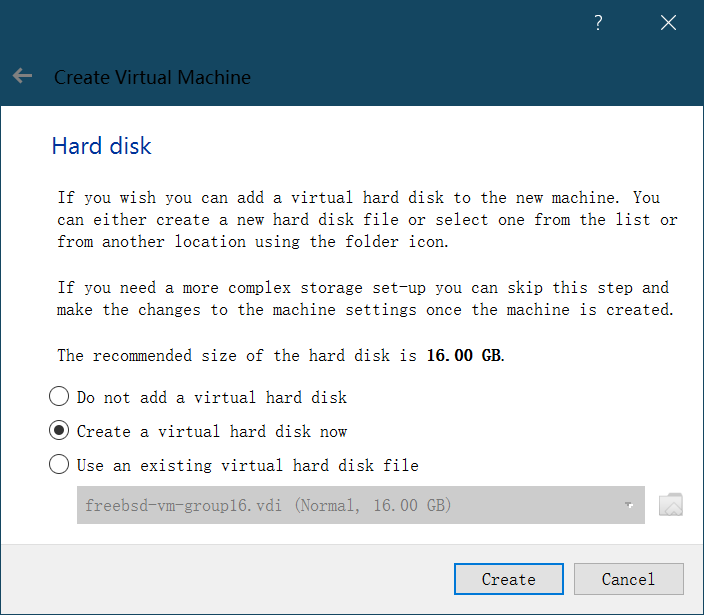 ?
Create Virtual Machine
Hard disk
If you wish you can add a virtual hard disk to the new machine. You
can either create a new hard disk file or select one from the list or
from another location using the folder icon.
If you need a more complex storage set-up you can skip this step and
make the changes to the machine settings once the machine is created.
The recommended size of the hard disk is 16.00 GB.
Do not add a virtual hard disk
Create a virtual hard disk now
Use an existing virtual hard disk file
freebsd-vm-group16.vdi (Normal, 16.00 GB)
Create Cancel